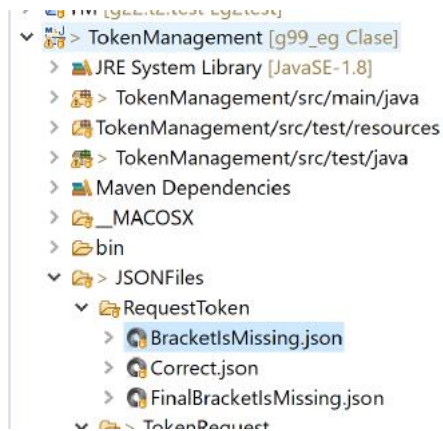 > TokenManagement [g99_eg Clase]
JRE System Library [JavaSE-1.8]
> TokenManagement/src/main/java
TokenManagement/src/test/resources
> TokenManagement/src/test/java
Maven Dependencies
__MACOSX
bin
> JSONFiles
RequestToken
BracketIsMissing.json
Correct.json
FinalBracketIsMissing.json
> TokenRequest